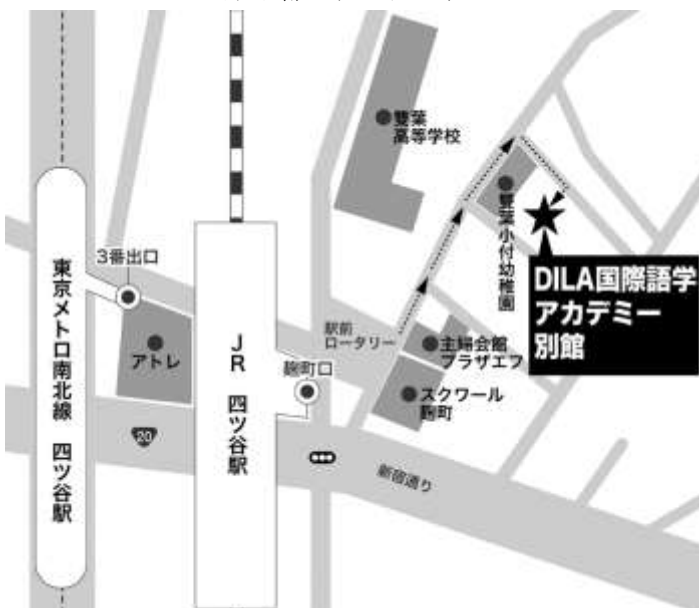 雙葉
高等学校
雙葉小付幼稚園
DILA国際語学
アカデミー
別館
3番出口
東京メトロ南北線 四ツ谷駅
アトレ
JR 四ツ谷駅
麹町口
駅前
ロータリー
主婦会館
プラザエフ
スクワール
麹町
20
新宿通り